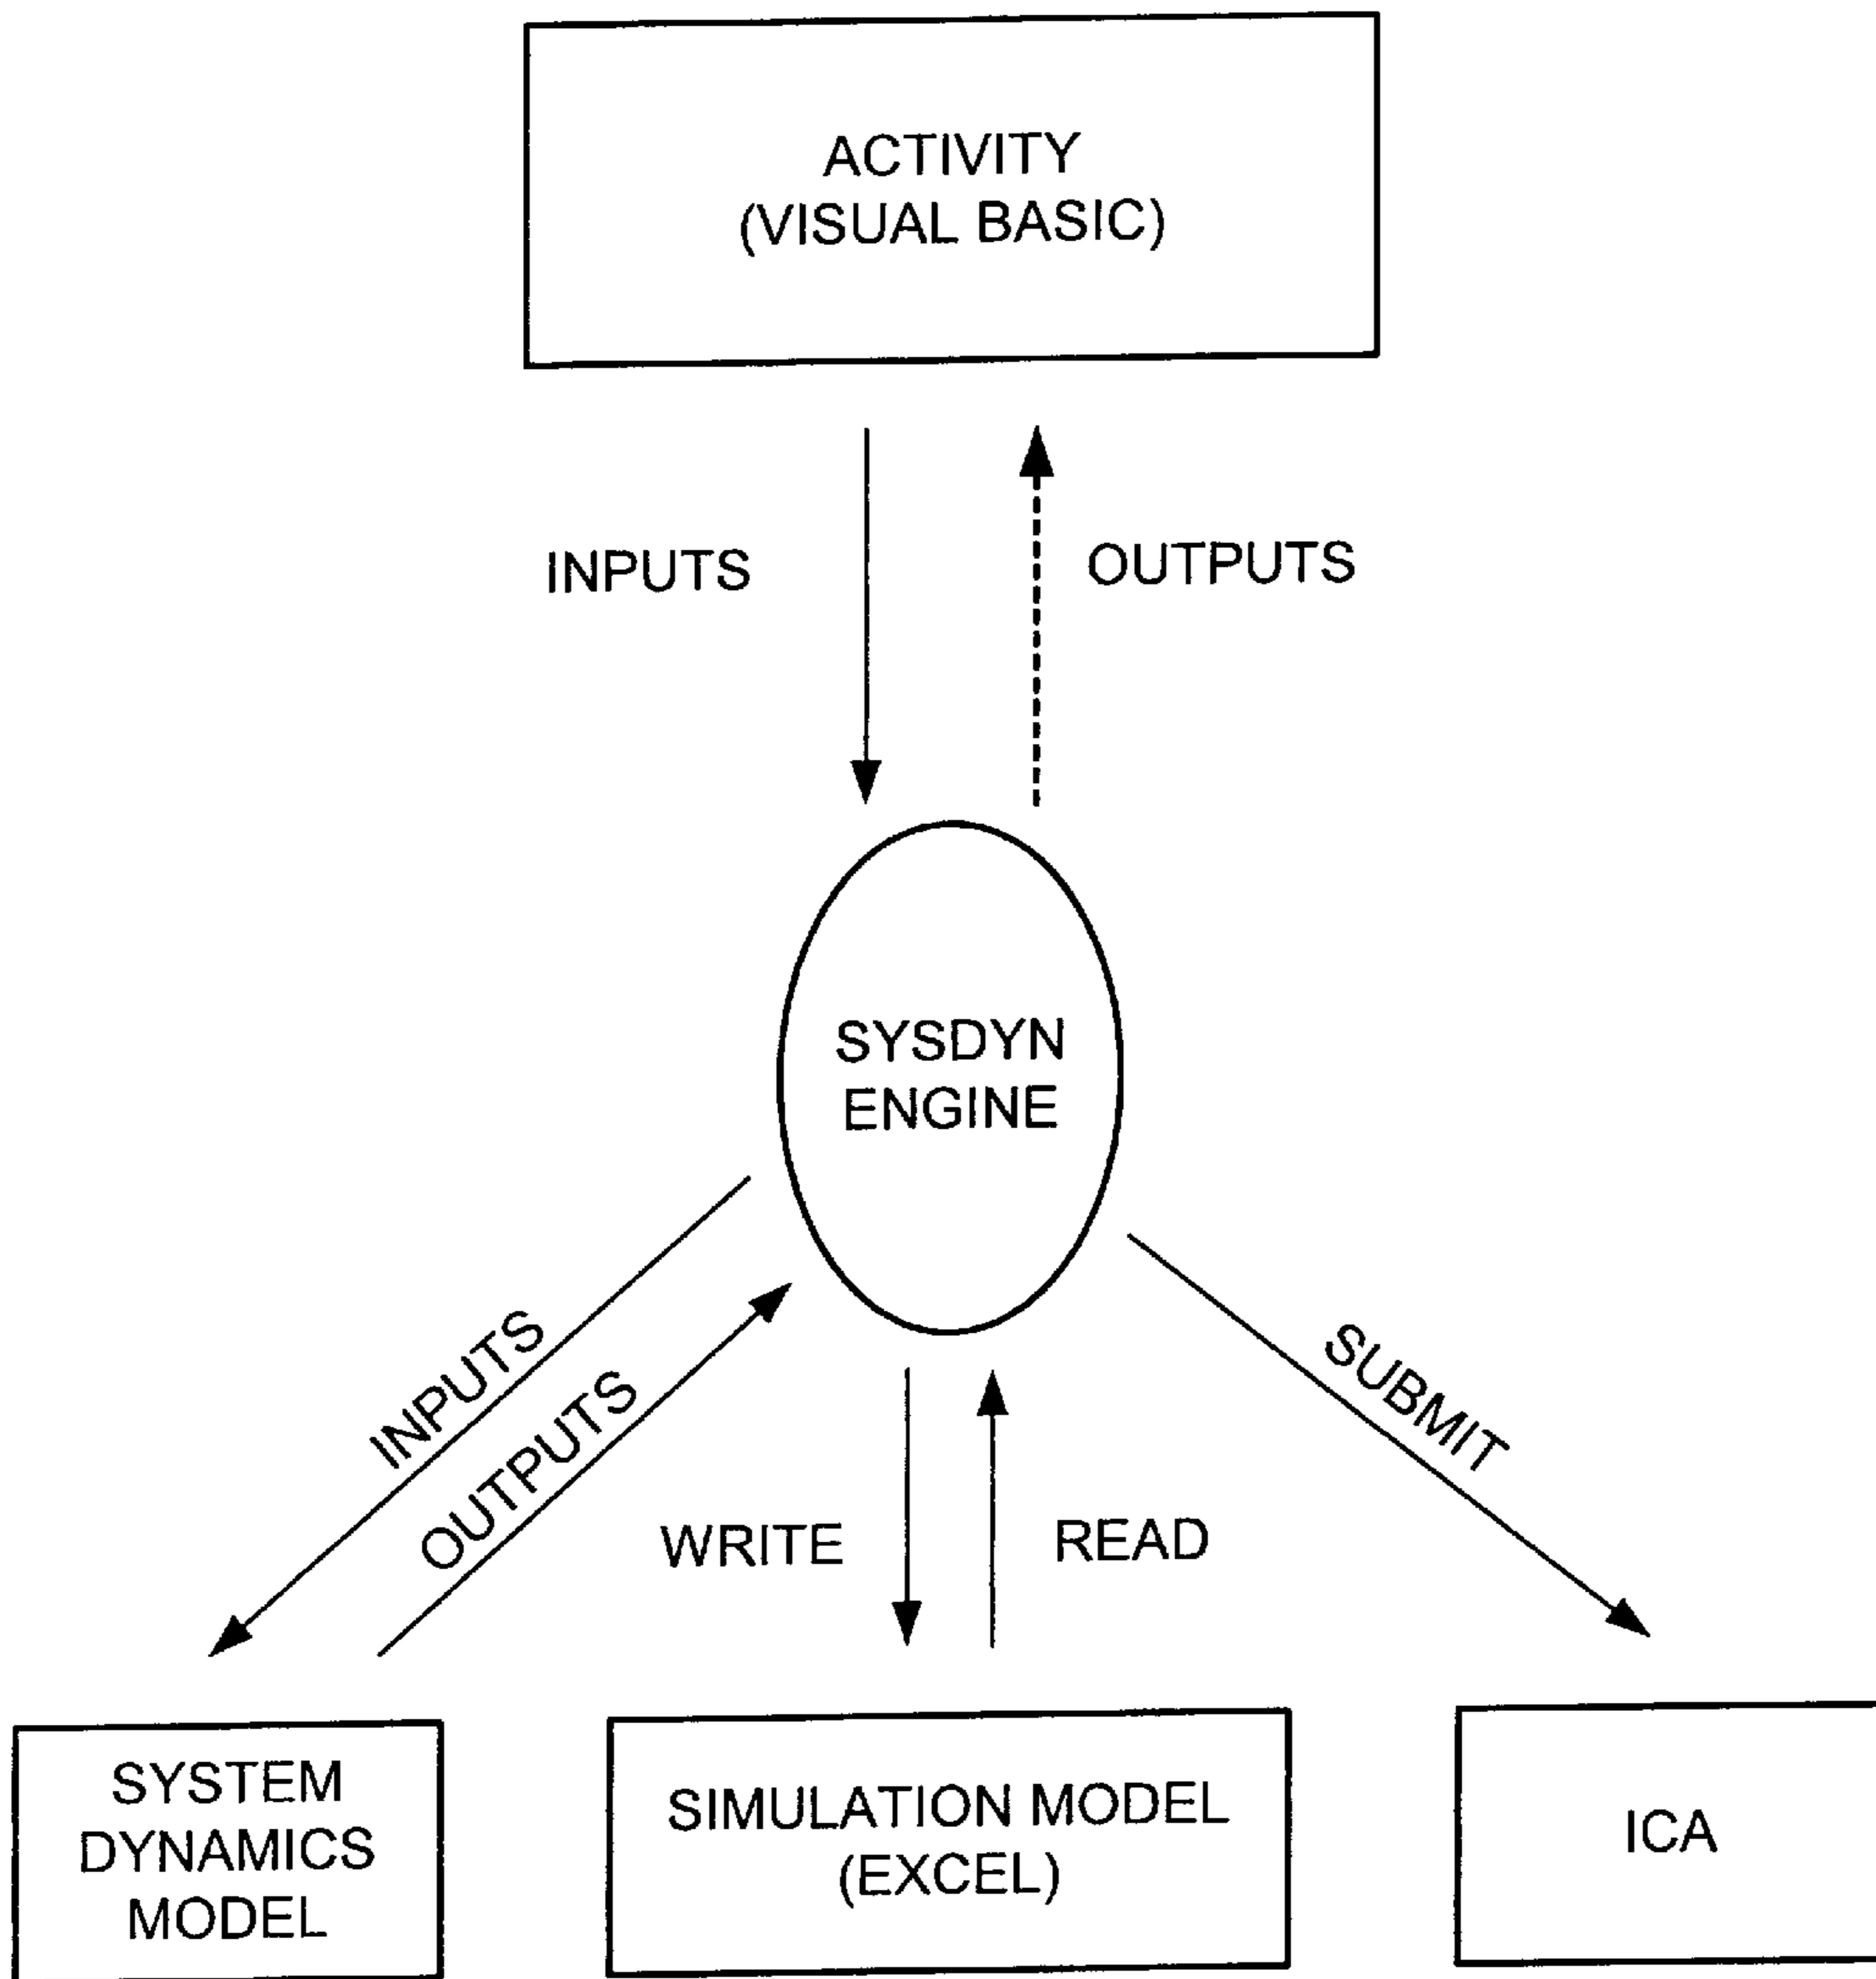 ACTIVITY
(VISUAL BASIC)
INPUTS
OUTPUTS
SYSDYN
ENGINE
INPUTS
OUTPUTS
WRITE
READ
SUBMIT
SYSTEM
DYNAMICS
MODEL
SIMULATION MODEL
(EXCEL)
ICA